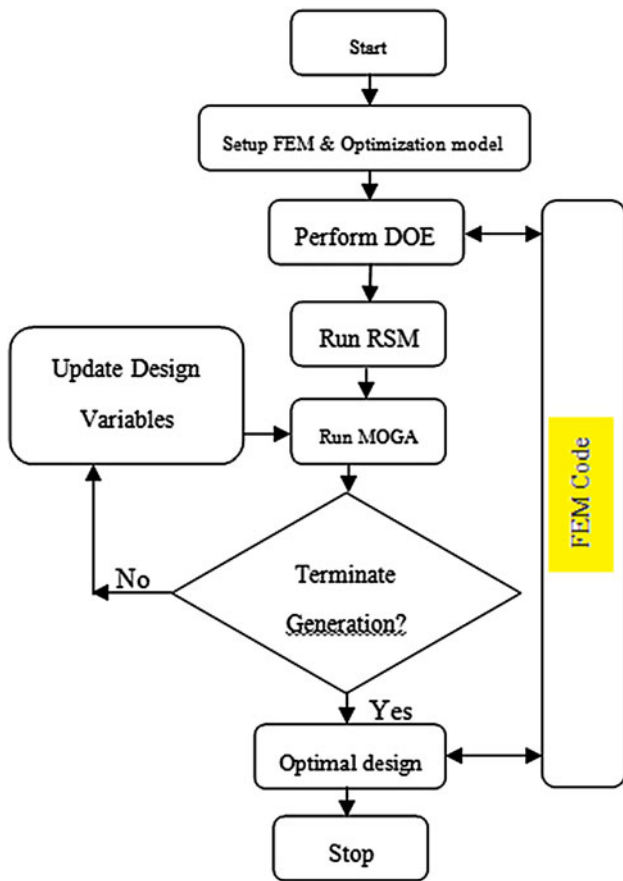 Start
Setup FEM & Optimization model
Perform DOE
Run RSM
Update Design
Variables
Run MOGA
FEM Code
No
Terminate
Generation?
Yes
Optimal design
Stop